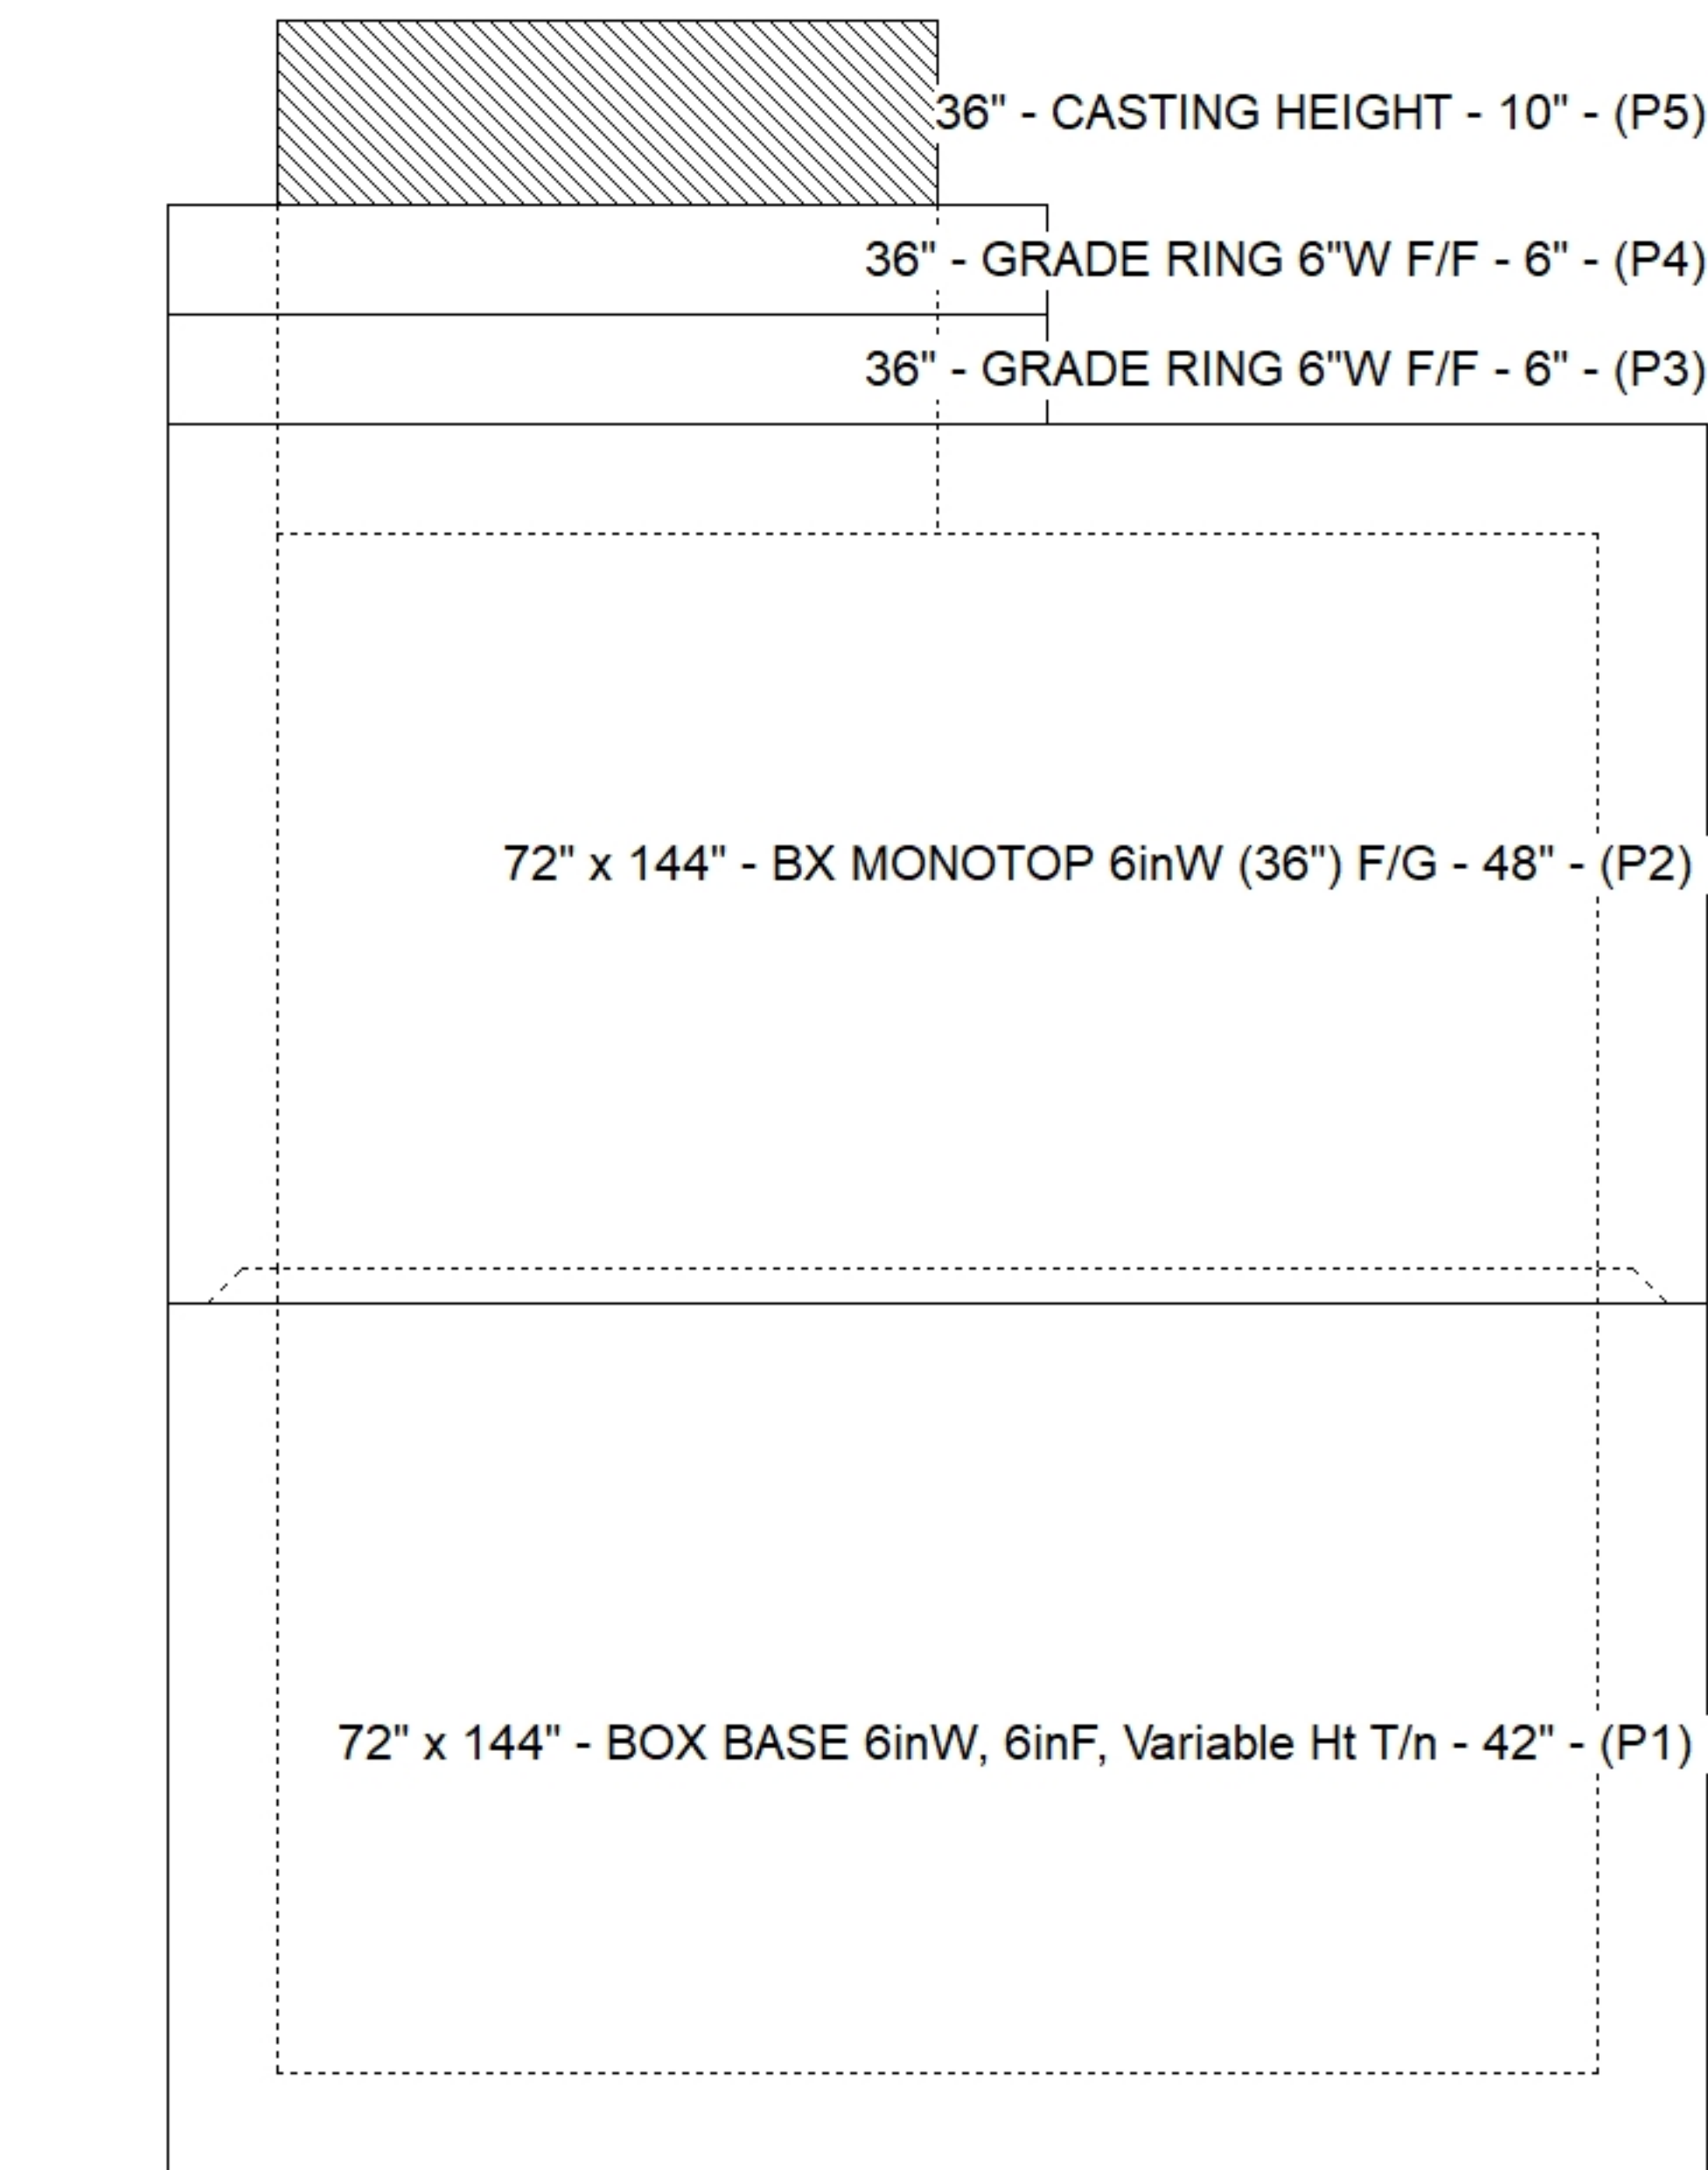 36" - CASTING HEIGHT - 10" - (P5)
36" - GRADE RING 6"W F/F - 6" - (P4)
36" - GRADE RING 6"W F/F - 6" - (P3)
72" x 144" - BX MONOTOP 6inW (36") F/G - 48" - (P2)
72" x 144" - BOX BASE 6inW, 6inF, Variable Ht T/n - 42" - (P1)